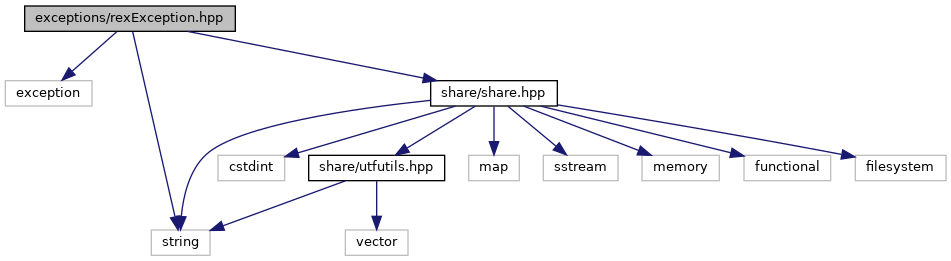 exceptions/rexException.hpp
exception
share/share.hpp
cstdint
share/utfutils.hpp
map
sstream
memory
functional
filesystem
string
vector